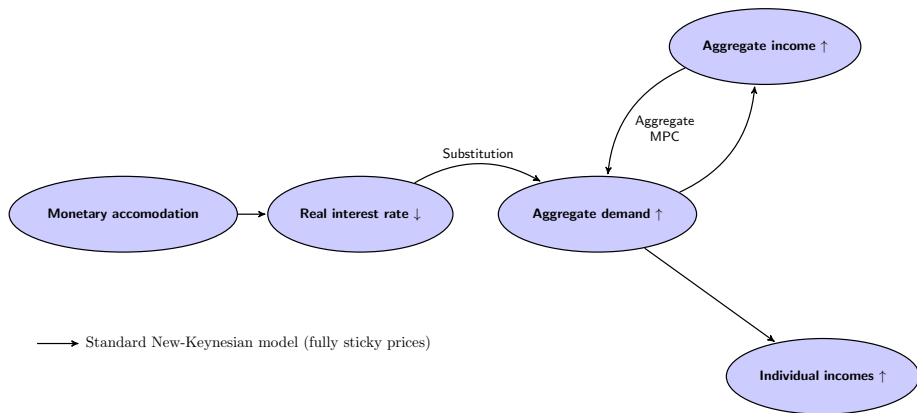 Aggregate income ↑
Aggregate
MPC
Substitution
Monetary accomodation
Real interest rate ↓
Aggregate demand ↑
Standard New-Keynesian model (fully sticky prices)
Individual incomes ↑